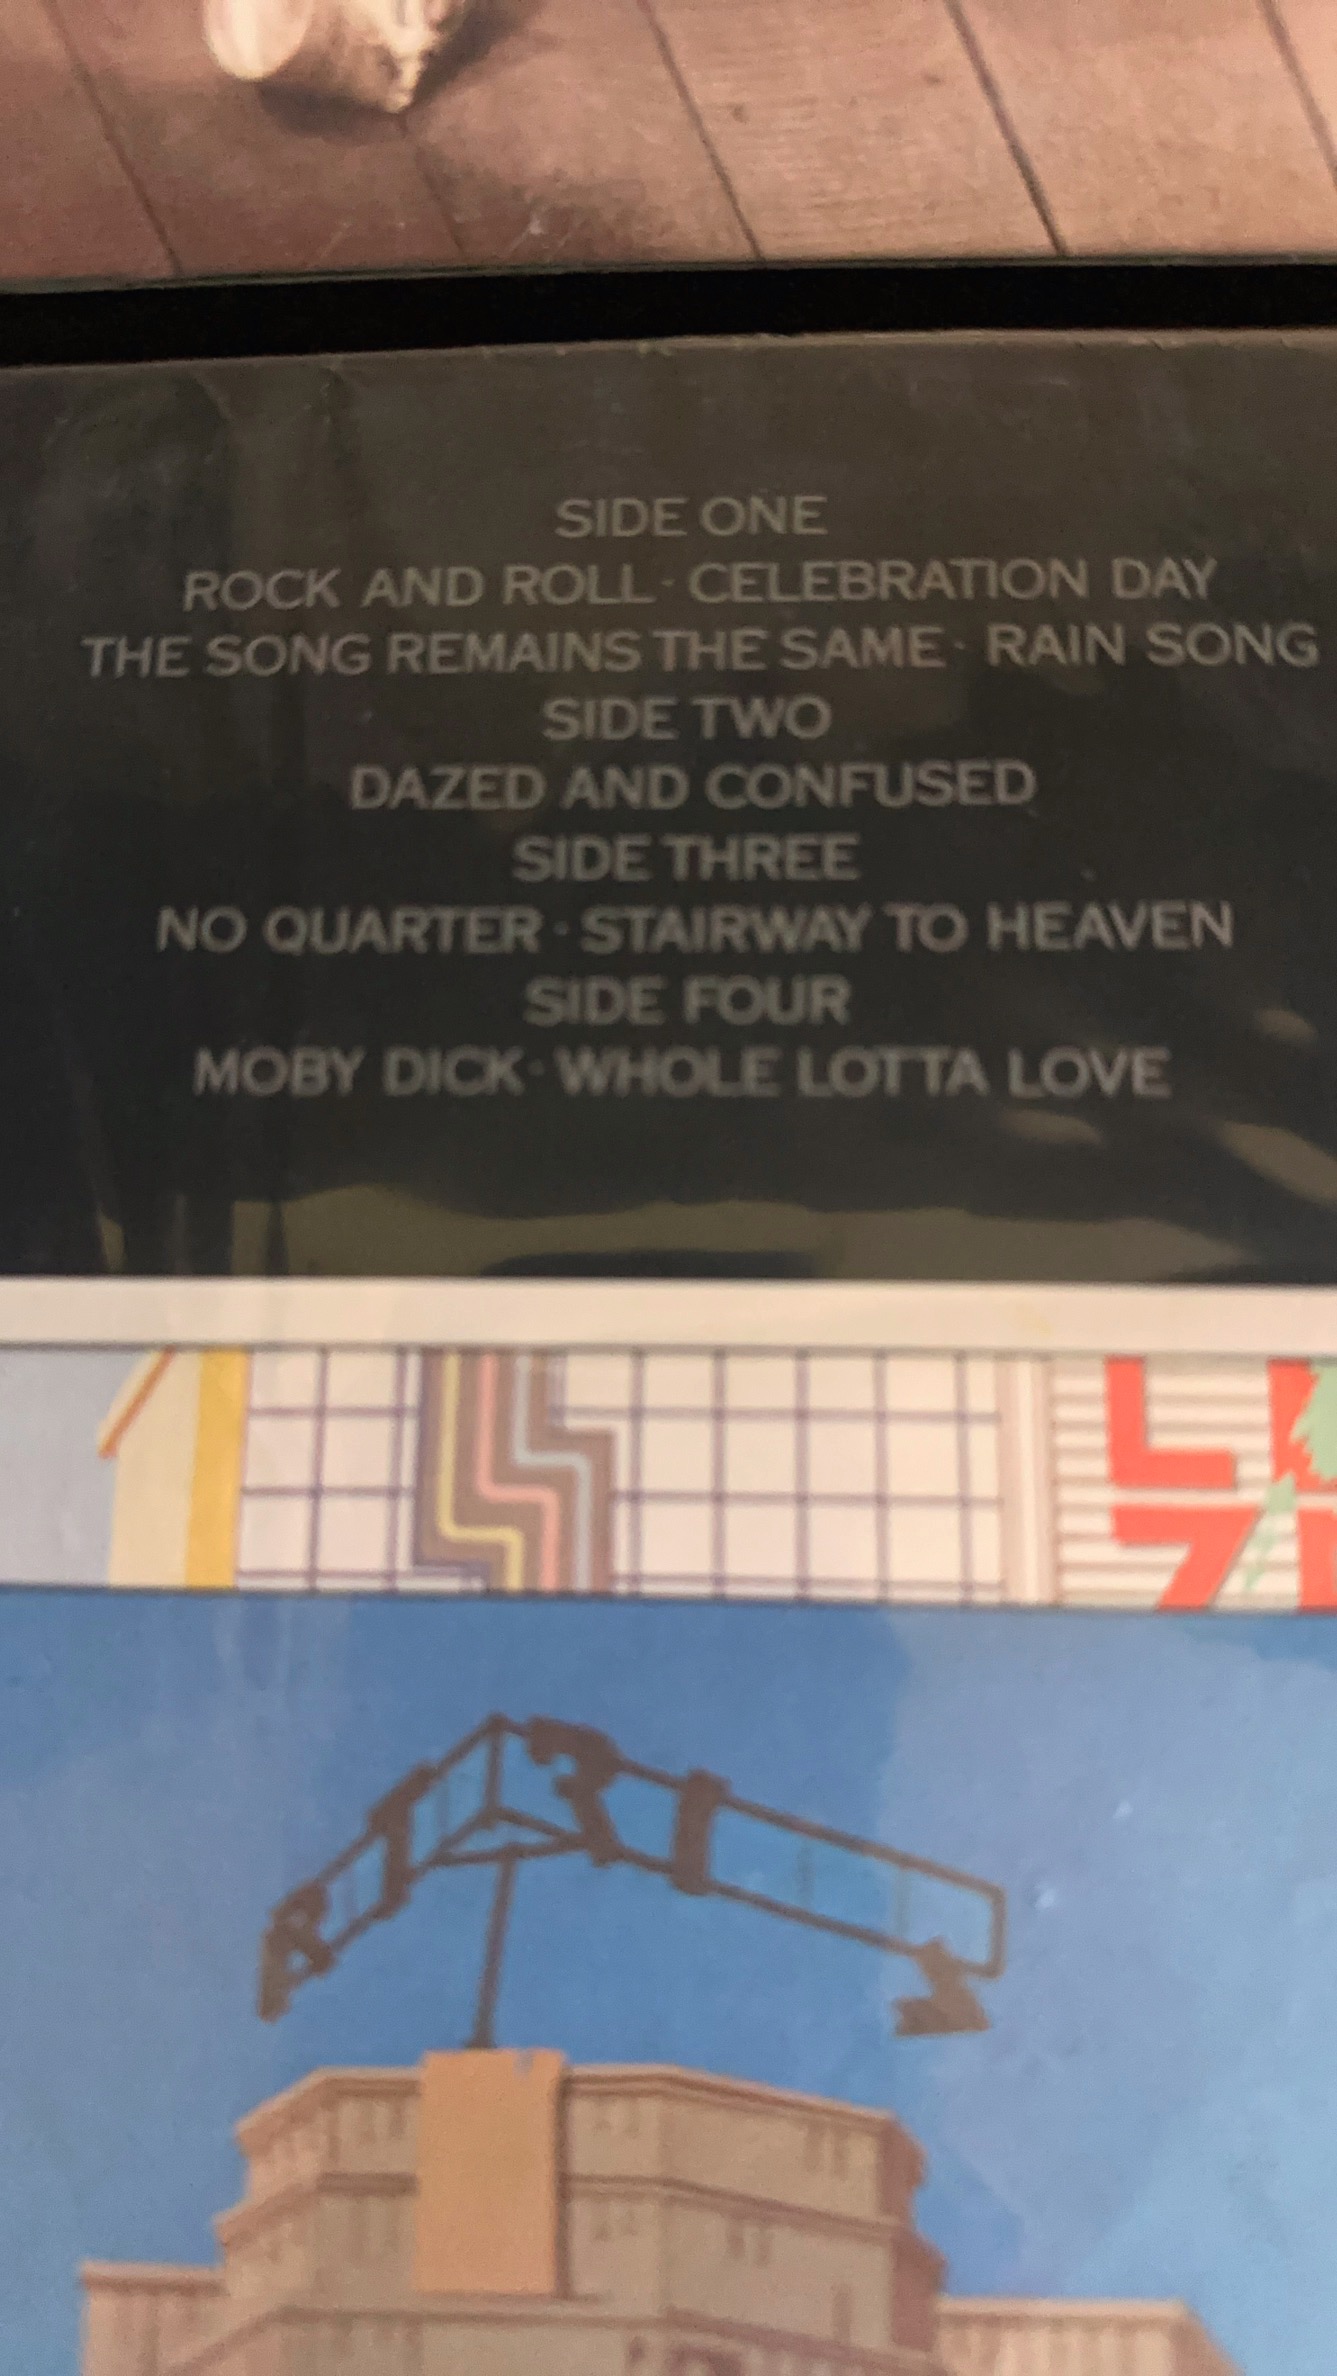 SIDE ONE
ROCK AND ROLL · CELEBRATION DAY
THE SONG REMAINS THE SAME · RAIN SONG
SIDE TWO
DAZED AND CONFUSED
SIDE THREE
NO QUARTER · STAIRWAY TO HEAVEN
SIDE FOUR
MOBY DICK · WHOLE LOTTA LOVE